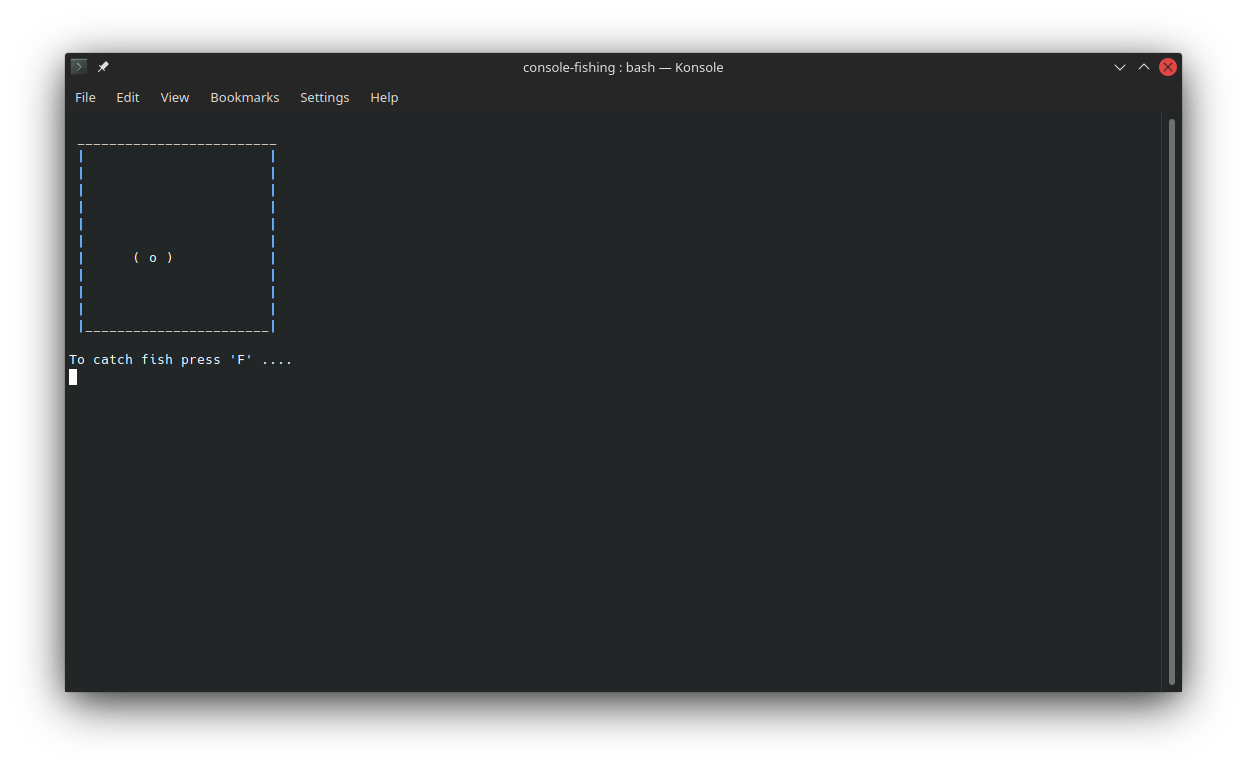 console-fishing : bash — Konsole
File Edit View Bookmarks Settings Help
( o )
To catch fish press 'F' ....